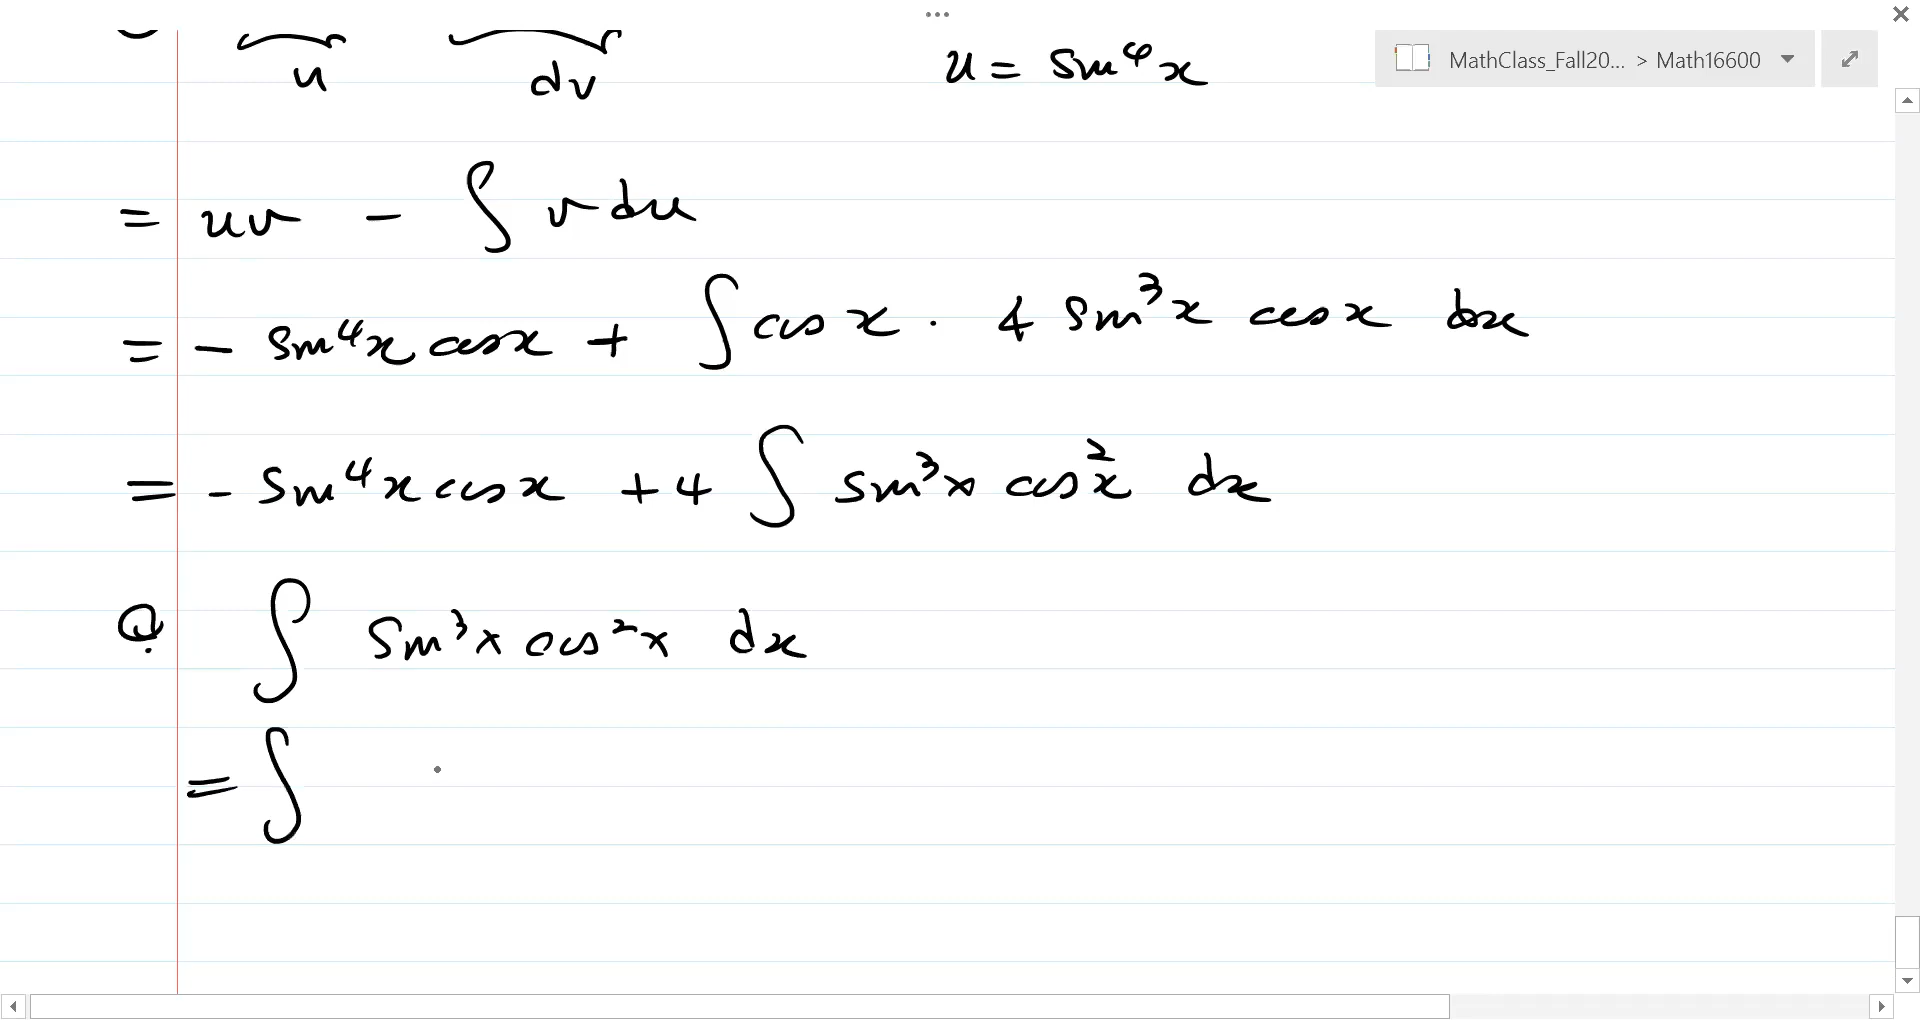 u dv u = sin⁴x
MathClass_Fall20... > Math16600
= uv - ∫ v du
= - sin⁴x cos x + ∫ cos x · 4 sin³x cos x dx
= - sin⁴x cos x + 4 ∫ sin³x cos²x dx
Q. ∫ sin³x cos²x dx
= ∫